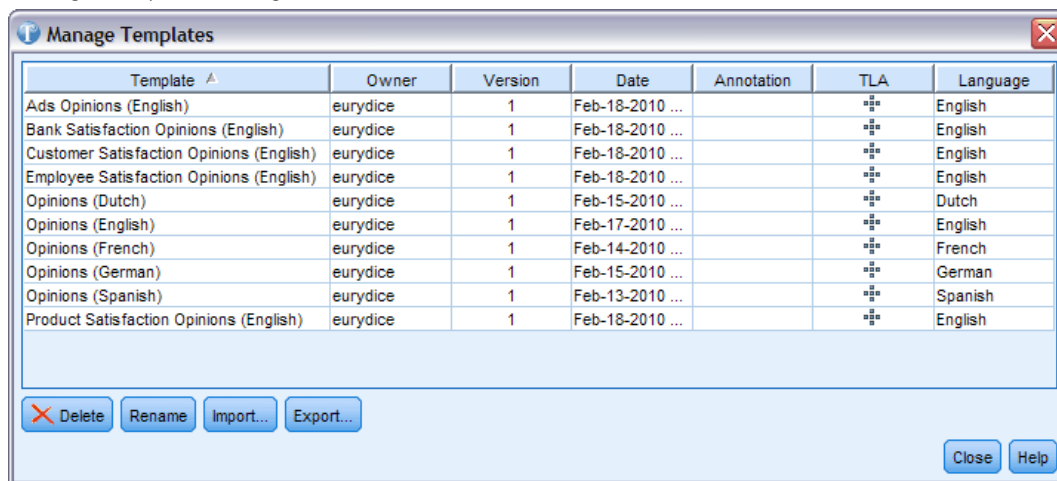 Manage Templates
Template Owner Version Date Annotation TLA Language
Ads Opinions (English) eurydice 1 Feb-18-2010 ... English
Bank Satisfaction Opinions (English) eurydice 1 Feb-18-2010 ... English
Customer Satisfaction Opinions (English) eurydice 1 Feb-18-2010 ... English
Employee Satisfaction Opinions (English) eurydice 1 Feb-18-2010 ... English
Opinions (Dutch) eurydice 1 Feb-15-2010 ... Dutch
Opinions (English) eurydice 1 Feb-17-2010 ... English
Opinions (French) eurydice 1 Feb-14-2010 ... French
Opinions (German) eurydice 1 Feb-15-2010 ... German
Opinions (Spanish) eurydice 1 Feb-13-2010 ... Spanish
Product Satisfaction Opinions (English) eurydice 1 Feb-18-2010 ... English
Delete Rename Import... Export...
Close Help